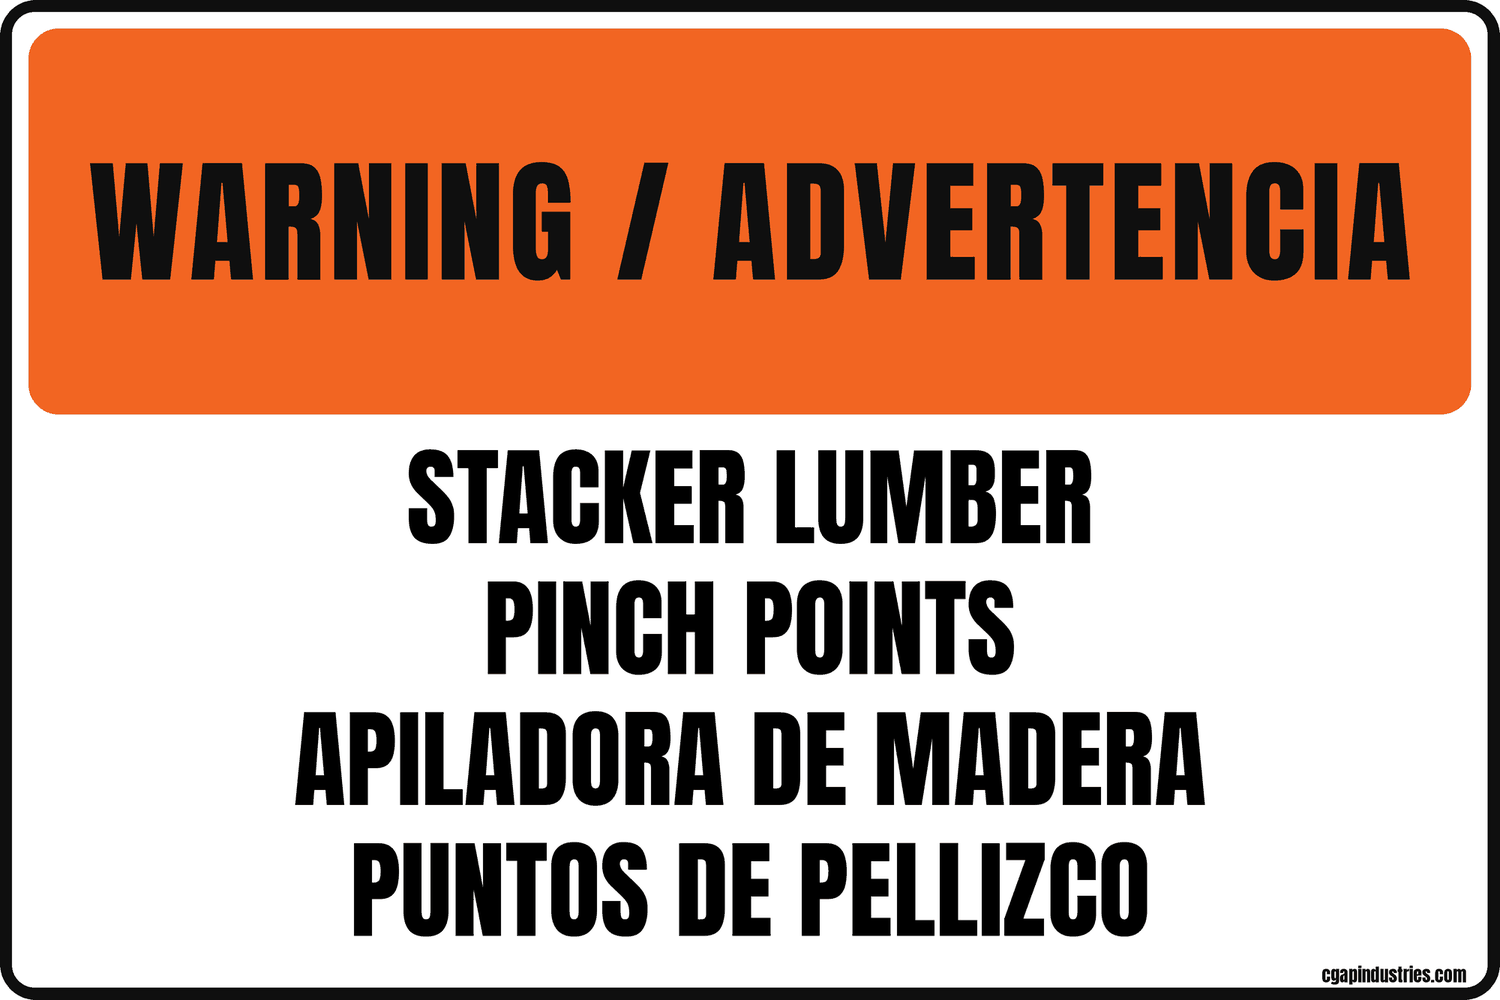 WARNING / ADVERTENCIA
STACKER LUMBER
PINCH POINTS
APILADORA DE MADERA
PUNTOS DE PELLIZCO
cgapindustries.com